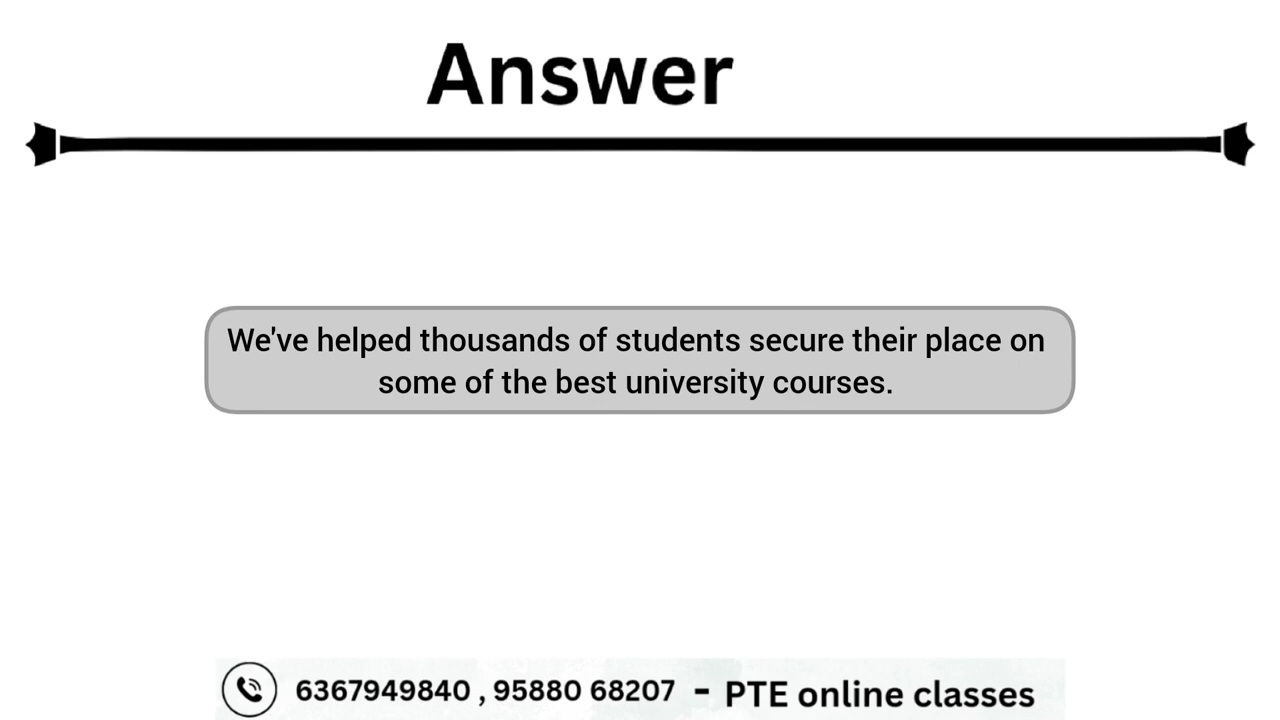 Answer
We've helped thousands of students secure their place on
some of the best university courses.
6367949840 , 95880 68207 - PTE online classes